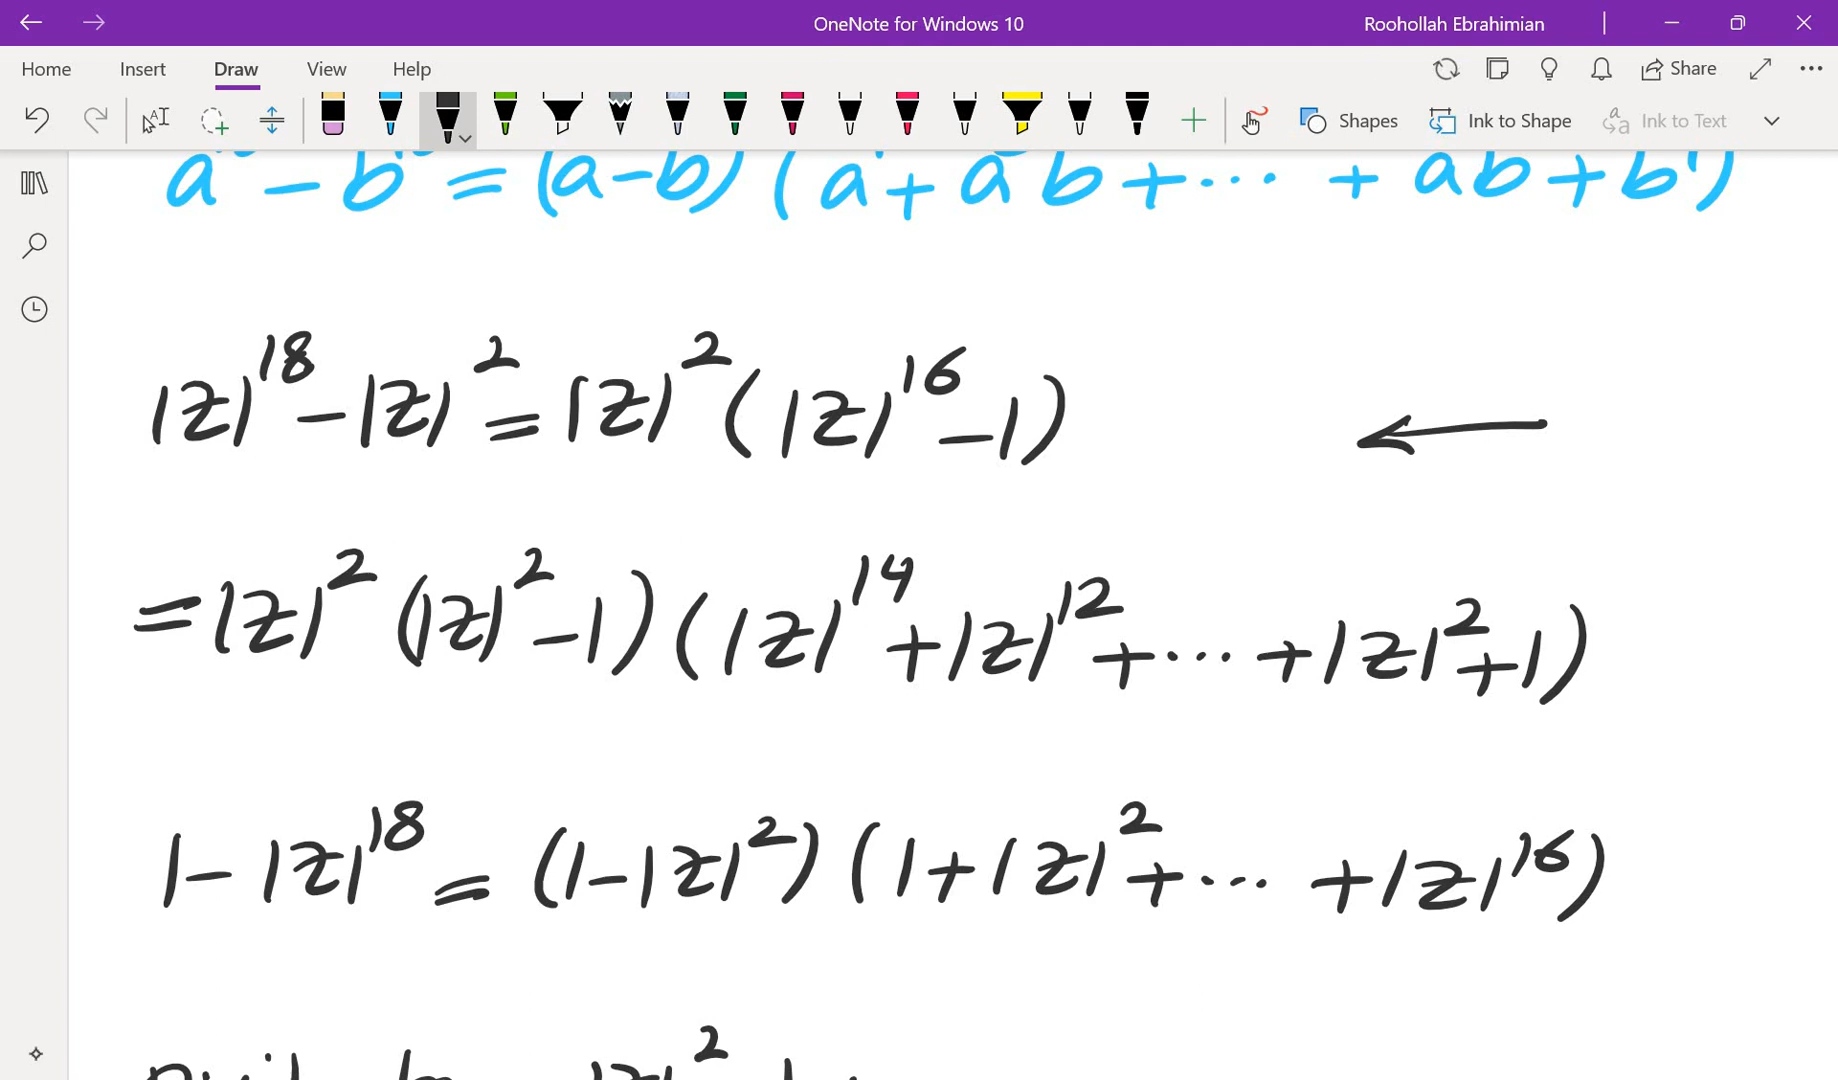 OneNote for Windows 10
Roohollah Ebrahimian
Home Insert Draw View Help
Share
Shapes Ink to Shape Ink to Text
= (a-b) ( + ⋯ +
|z|^18 - |z|^2 = |z|^2 (|z|^16 - 1) ←
= |z|^2 (|z|^2 - 1) (|z|^14 + |z|^12 + ⋯ + |z|^2 + 1)
1 - |z|^18 = (1 - |z|^2) (1 + |z|^2 + ⋯ + |z|^16)